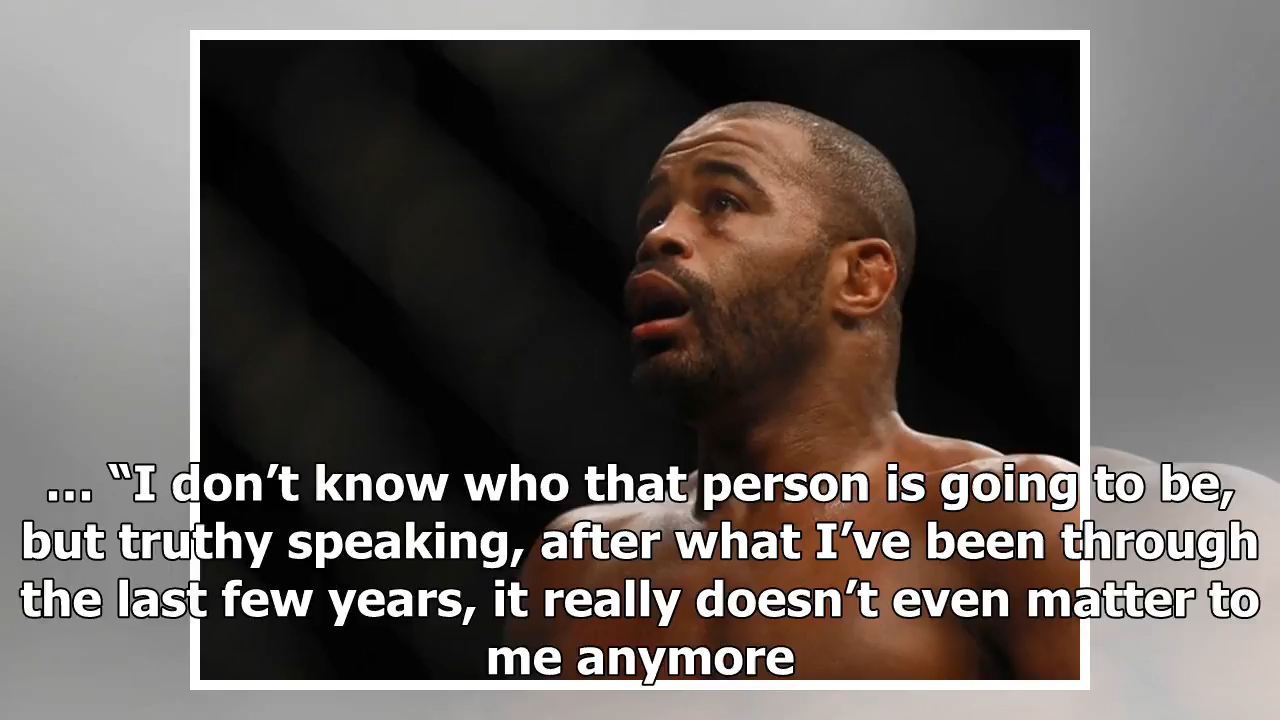 ... “I don’t know who that person is going to be,
but truthy speaking, after what I’ve been through
the last few years, it really doesn’t even matter to
me anymore